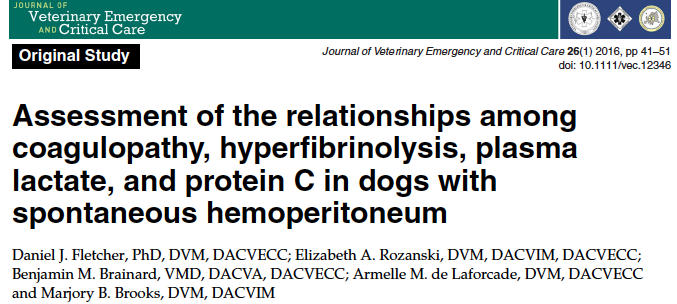 JOURNAL OF
Veterinary Emergency
AND Critical Care
Original Study
Journal of Veterinary Emergency and Critical Care 26(1) 2016, pp 41–51
doi: 10.1111/vec.12346
Assessment of the relationships among
coagulopathy, hyperfibrinolysis, plasma
lactate, and protein C in dogs with
spontaneous hemoperitoneum
Daniel J. Fletcher, PhD, DVM, DACVECC; Elizabeth A. Rozanski, DVM, DACVIM, DACVECC;
Benjamin M. Brainard, VMD, DACVA, DACVECC; Armelle M. de Laforcade, DVM, DACVECC
and Marjory B. Brooks, DVM, DACVIM